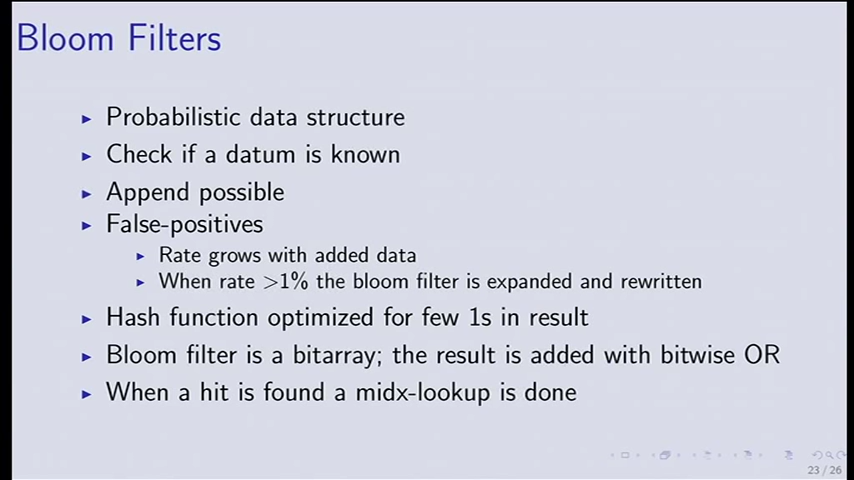 Bloom Filters
Probabilistic data structure
Check if a datum is known
Append possible
False-positives
Rate grows with added data
When rate >1% the bloom filter is expanded and rewritten
Hash function optimized for few 1s in result
Bloom filter is a bitarray; the result is added with bitwise OR
When a hit is found a midx-lookup is done
23 / 26